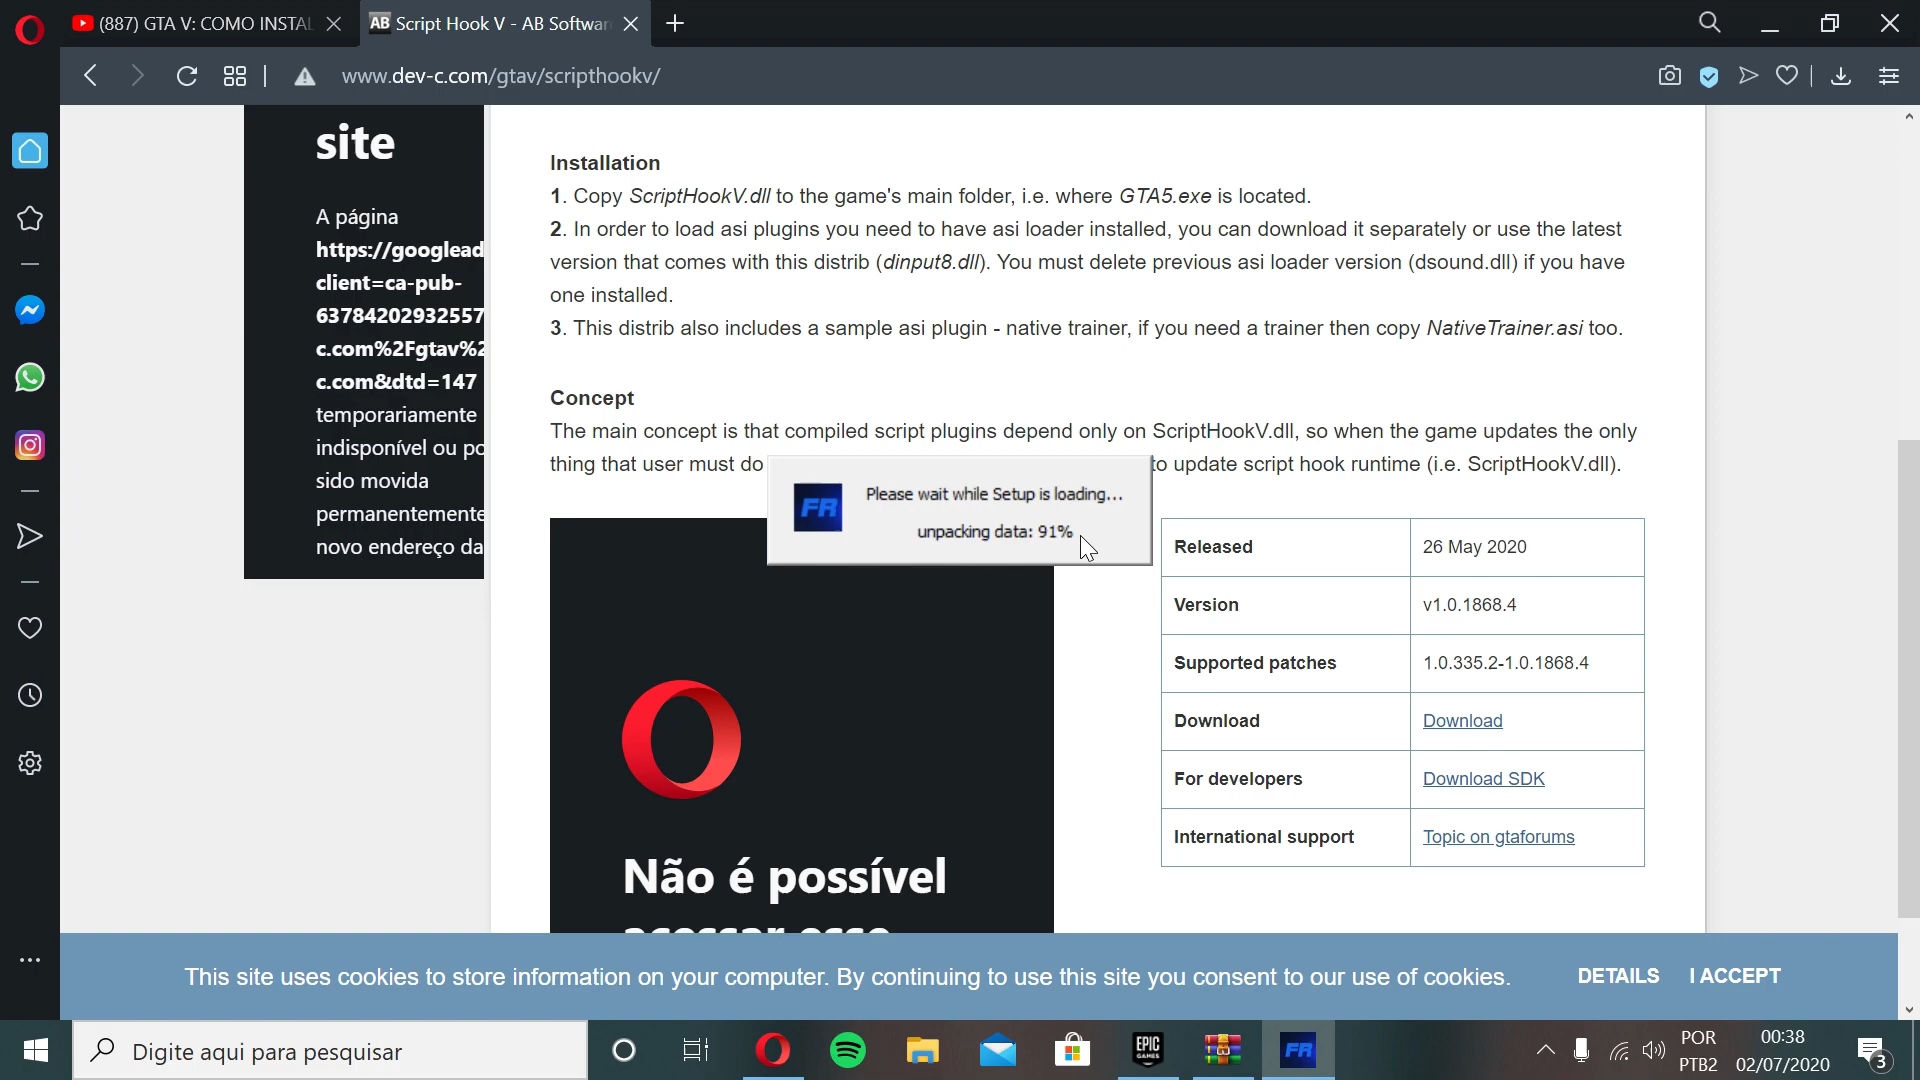 (887) GTA V: COMO INSTAL
AB Script Hook V - AB Softwar
www.dev-c.com/gtav/scripthookv/
site
A página
https://googlead
client=ca-pub-
63784202932557
c.com%2Fgtav%2
c.com&dtd=147
temporariamente
indisponível ou po
sido movida
permanentemente
novo endereço da
Installation
1. Copy ScriptHookV.dll to the game's main folder, i.e. where GTA5.exe is located.
2. In order to load asi plugins you need to have asi loader installed, you can download it separately or use the latest
version that comes with this distrib (dinput8.dll). You must delete previous asi loader version (dsound.dll) if you have
one installed.
3. This distrib also includes a sample asi plugin - native trainer, if you need a trainer then copy NativeTrainer.asi too.
Concept
The main concept is that compiled script plugins depend only on ScriptHookV.dll, so when the game updates the only
thing that user must do to update script hook runtime (i.e. ScriptHookV.dll).
FR
Please wait while Setup is loading...
unpacking data: 91%
Não é possível
Released 26 May 2020
Version v1.0.1868.4
Supported patches 1.0.335.2-1.0.1868.4
Download Download
For developers Download SDK
International support Topic on gtaforums
This site uses cookies to store information on your computer. By continuing to use this site you consent to our use of cookies.
DETAILS I ACCEPT
Digite aqui para pesquisar
EPIC
GAMES
FR
POR
PTB2
00:38
02/07/2020
3